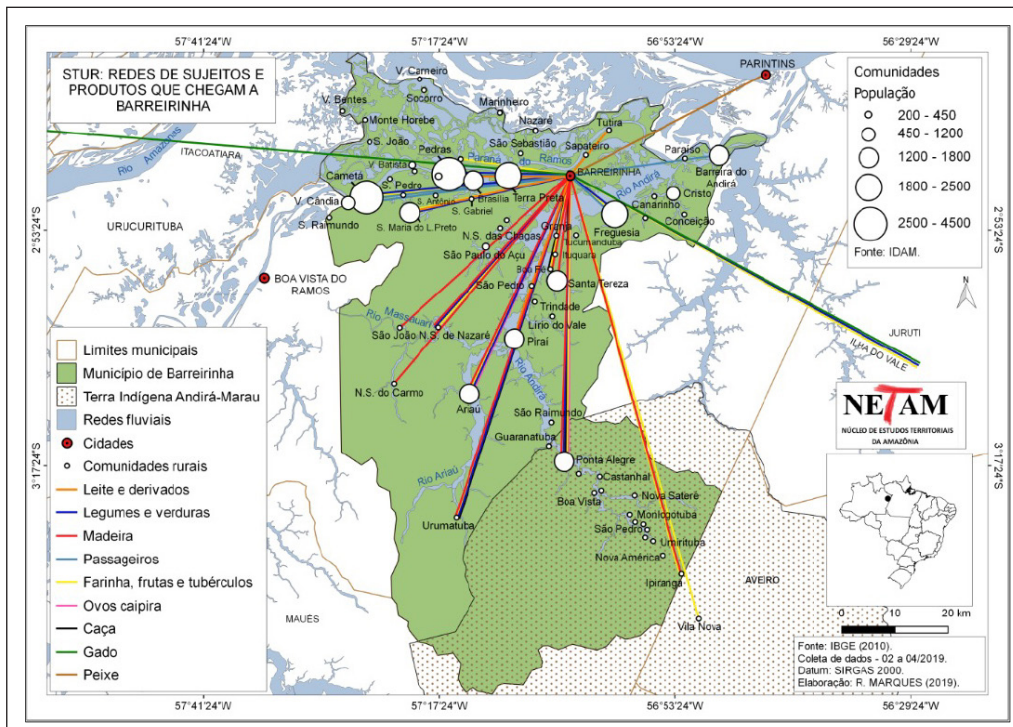 57°41'24"W
57°17'24"W
56°53'24"W
56°29'24"W
STUR: REDES DE SUJEITOS E
PRODUTOS QUE CHEGAM A
BARREIRINHA
V. Carneiro
Socorro
V. Bentes
Monte Horebe
Marinheiro
Nazaré
Tutira
PARINTINS
S. João
São Sebastião
Sapateiro
Pedras
Paraná do Ramos
Paraíso
Rio Amazonas
ITACOATIARA
V. Batista
BARREIRINHA
Barreira do
Andirá
Cametá
S. Pedro
Rio Andirá
Cristo
V. Cândia
S. Antônio
Brasília
Terra Preta
Cananinho
S. Gabriel
S. Raimundo
S. Maria do L.Preto
Freguesia
Conceição
Granja
N.S. das Chagas
Tucumanduba
URUCURITUBA
São Paulo do Açu
Ituquara
Bou Fé
BOA VISTA DO
RAMOS
São Pedro
Santa Tereza
Trindade
Rio Massauari
Lírio do Vale
São João
N.S. de Nazaré
Piraí
JURUTI
ILHA DO VALE
Rio Andirá
N.S. do Carmo
Ariaú
São Raimundo
Guaranatuba
Ponta Alegre
Castanhal
Rio Ariaú
Boa Vista
Nova Sateré
Urumatuba
Molongotuba
São Pedro
Umirituba
Nova América
Ipiranga
AVEIRO
MAUÉS
Vila Nova
2°53'24"S
3°17'24"S
2°53'24"S
3°17'24"S
Comunidades
População
200 - 450
450 - 1200
1200 - 1800
1800 - 2500
2500 - 4500
Fonte: IDAM.
N
NETAM
NÚCLEO DE ESTUDOS TERRITORIAIS
DA AMAZÔNIA
Limites municipais
Município de Barreirinha
Terra Indígena Andirá-Marau
Redes fluviais
Cidades
Comunidades rurais
Leite e derivados
Legumes e verduras
Madeira
Passageiros
Farinha, frutas e tubérculos
Ovos caipira
Caça
Gado
Peixe
0 10 20 km
Fonte: IBGE (2010).
Coleta de dados - 02 a 04/2019.
Datum: SIRGAS 2000.
Elaboração: R. MARQUES (2019).
57°41'24"W
57°17'24"W
56°53'24"W
56°29'24"W